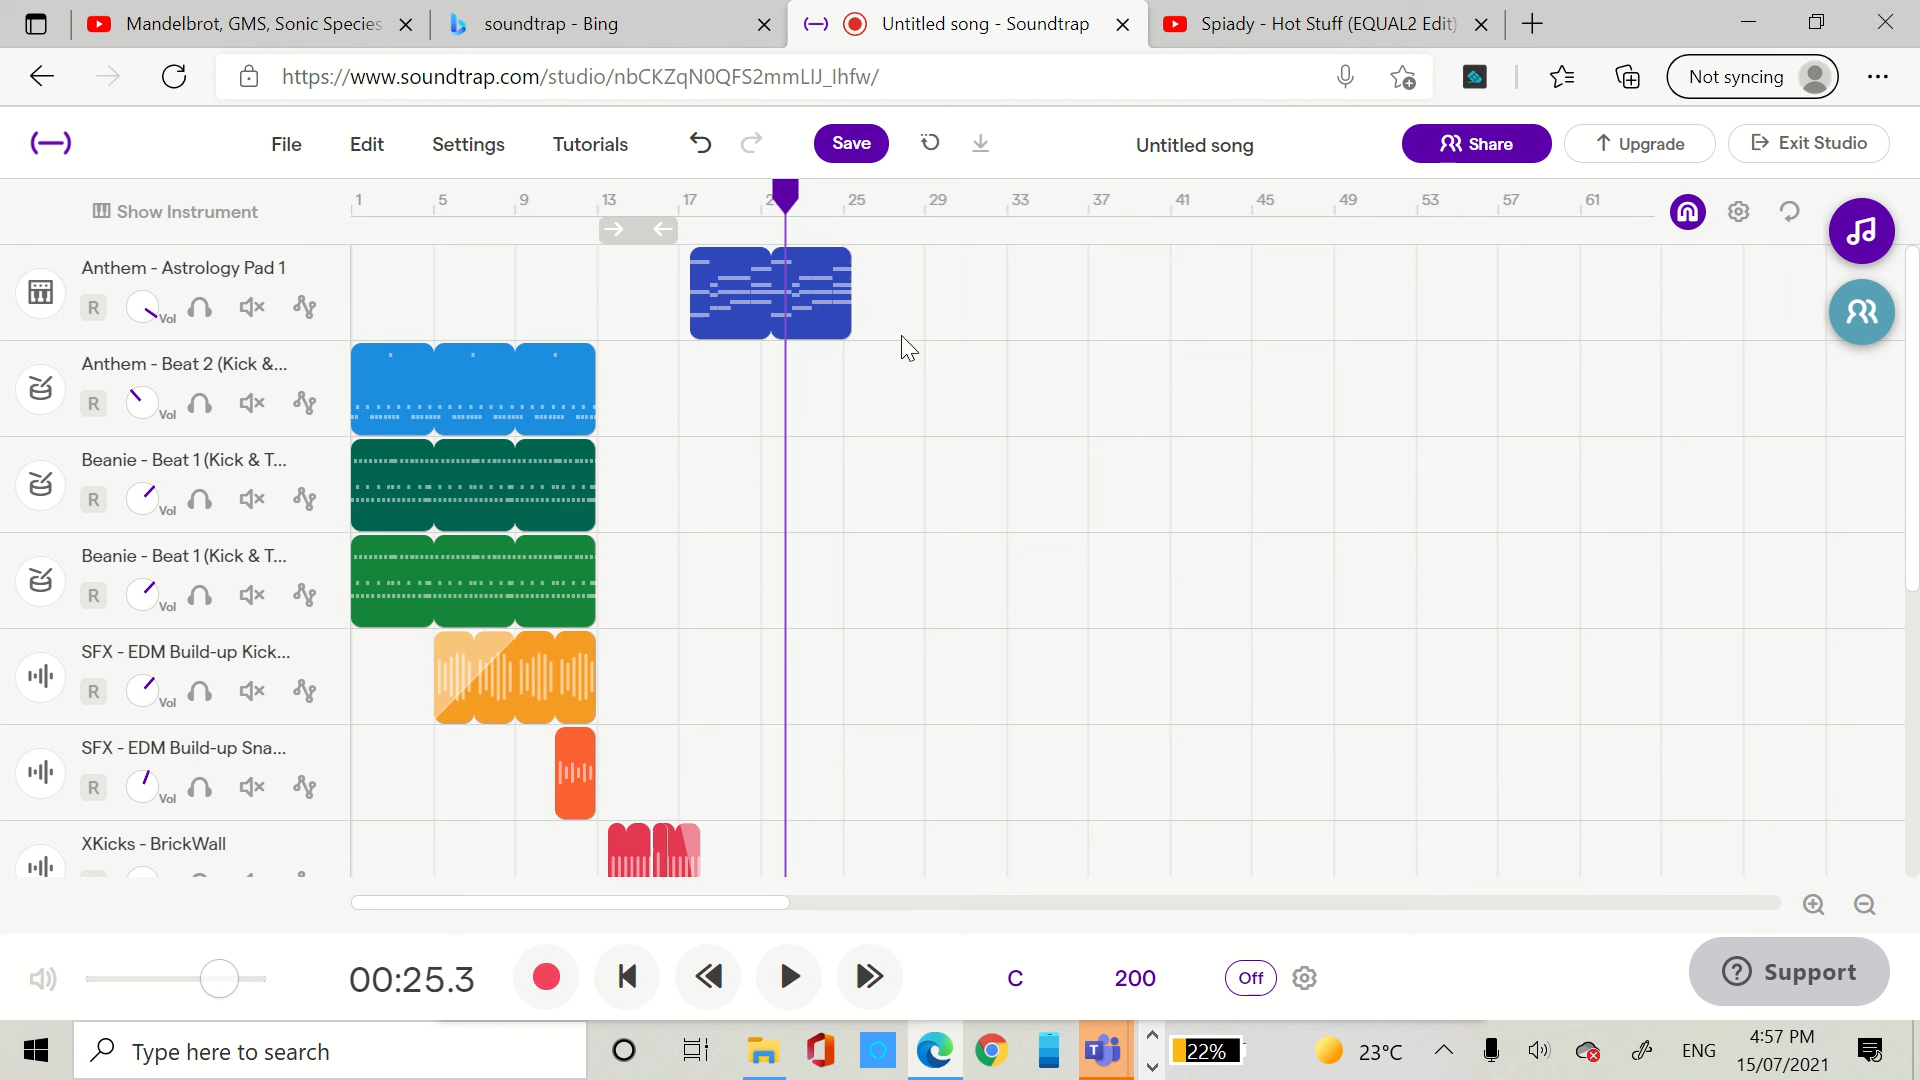 Mandelbrot, GMS, Sonic Species
soundtrap - Bing
Untitled song - Soundtrap
Spiady - Hot Stuff (EQUAL2 Edit)
https://www.soundtrap.com/studio/nbCKZqN0QFS2mmLIJ_Ihfw/
Not syncing
File Edit Settings Tutorials Save Untitled song Share Upgrade Exit Studio
Show Instrument
1 5 9 13 17 25 29 33 37 41 45 49 53 57 61
Anthem - Astrology Pad 1
R Vol
Anthem - Beat 2 (Kick &...
R Vol
Beanie - Beat 1 (Kick & T...
R Vol
Beanie - Beat 1 (Kick & T...
R Vol
SFX - EDM Build-up Kick...
R Vol
SFX - EDM Build-up Sna...
R Vol
XKicks - BrickWall
00:25.3 C 200 Off Support
Type here to search
22%
23°C
ENG
4:57 PM
15/07/2021